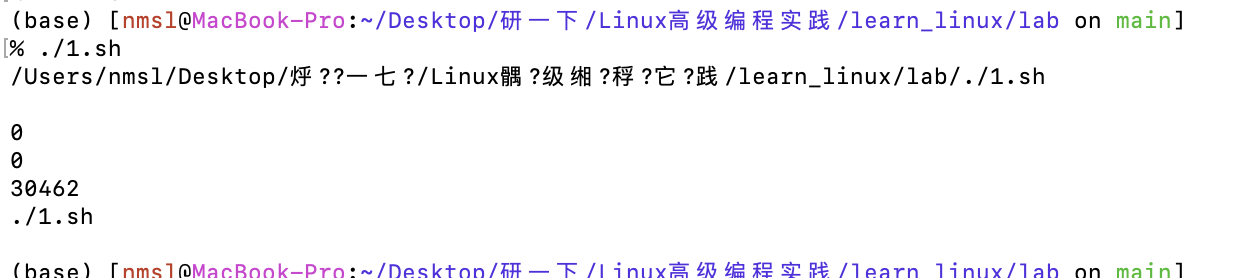 (base) [nmsl@MacBook-Pro:~/Desktop/研一下/Linux高级编程实践/learn_linux/lab on main]
[% ./1.sh
/Users/nmsl/Desktop/烀??一七?/Linux髃?级缃?稃?它?践/learn_linux/lab/./1.sh
0
0
30462
./1.sh
(base) [nmsl@MacBook-Pro:~/Desktop/研一下/Linux高级编程实践/learn_linux/lab on main]